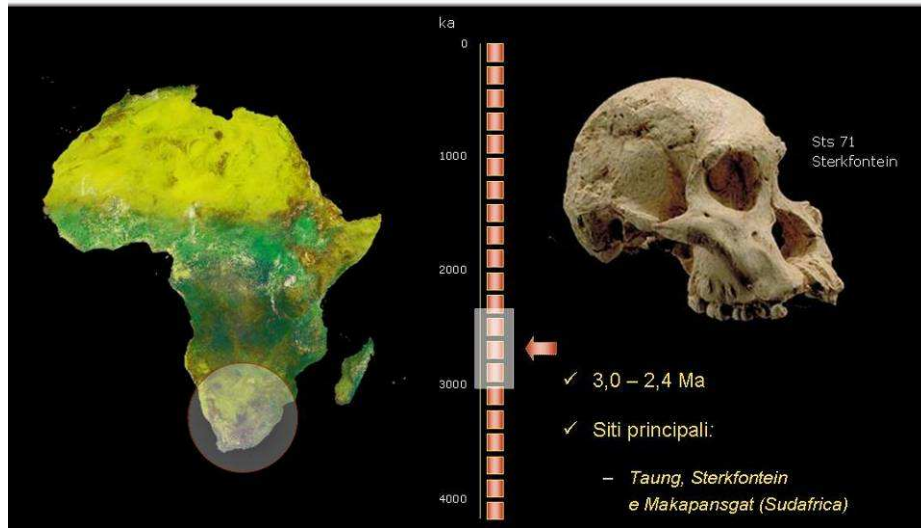 ka
0
1000
2000
3000
4000
Sts 71
Sterkfontein
✓ 3,0 – 2,4 Ma
✓ Siti principali:
– Taung, Sterkfontein
e Makapansgat (Sudafrica)